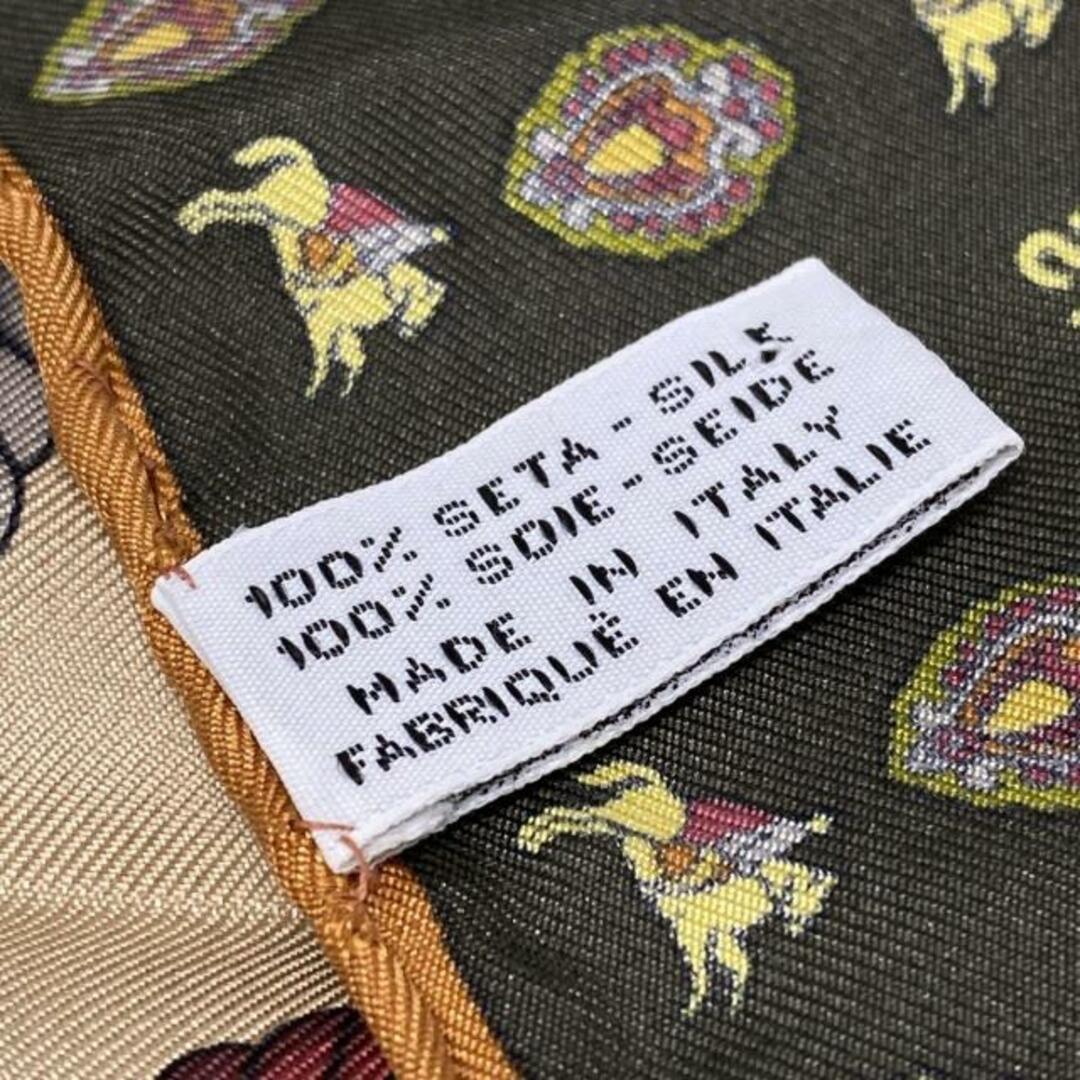 100% SETA - SILK
100% SOIE - SEIDE
MADE IN ITALY
FABRIQUÉ EN ITALIE